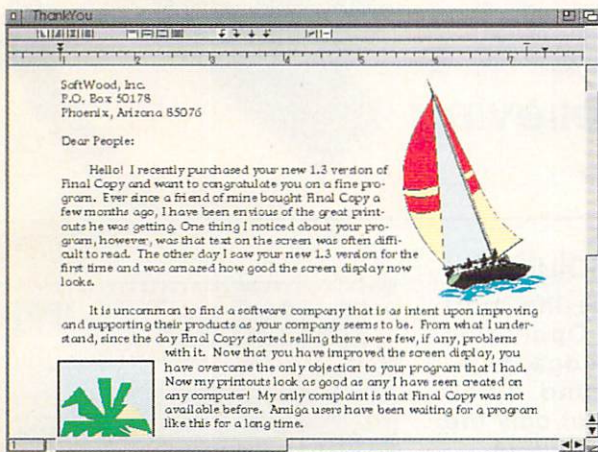 ThankYou
1
2
3
4
5
6
7
SoftWood, Inc.
P.O. Box 50178
Phoenix, Arizona 85076
Dear People:
Hello! I recently purchased your new 1.3 version of
Final Copy and want to congratulate you on a fine pro-
gram. Ever since a friend of mine bought Final Copy a
few months ago, I have been envious of the great print-
outs he was getting. One thing I noticed about your pro-
gram, however, was that text on the screen was often diffi-
cult to read. The other day I saw your new 1.3 version for the
first time and was amazed how good the screen display now
looks.
It is uncommon to find a software company that is as intent upon improving
and supporting their products as your company seems to be. From what I under-
stand, since the day Final Copy started selling there were few, if any, problems
with it. Now that you have improved the screen display, you
have overcome the only objection to your program that I had.
Now my printouts look as good as any I have seen created on
any computer! My only complaint is that Final Copy was not
available before. Amiga users have been waiting for a program
like this for a long time.
1